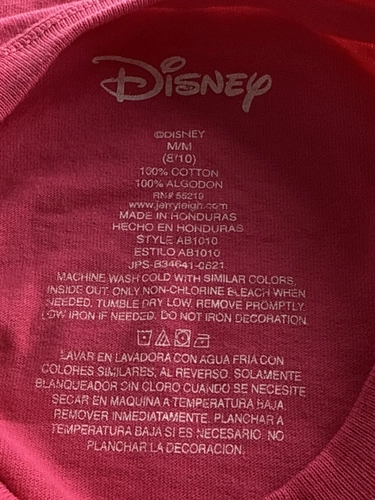 Disney
©DISNEY
M/M
(8/10)
100% COTTON
100% ALGODON
RN# 55219
www.jerryleigh.com
MADE IN HONDURAS
HECHO EN HONDURAS
STYLE AB1010
ESTILO AB1010
JPS-B34641-0621
MACHINE WASH COLD WITH SIMILAR COLORS,
INSIDE OUT. ONLY NON-CHLORINE BLEACH WHEN
NEEDED, TUMBLE DRY LOW. REMOVE PROMPTLY.
LOW IRON IF NEEDED. DO NOT IRON DECORATION.
LAVAR EN LAVADORA CON AGUA FRIA CON
COLORES SIMILARES, AL REVERSO. SOLAMENTE
BLANQUEADOR SIN CLORO CUANDO SE NECESITE
SECAR EN MAQUINA A TEMPERATURA BAJA.
REMOVER INMEDIATAMENTE. PLANCHAR A
TEMPERATURA BAJA SI ES NECESARIO. NO
PLANCHAR LA DECORACION.